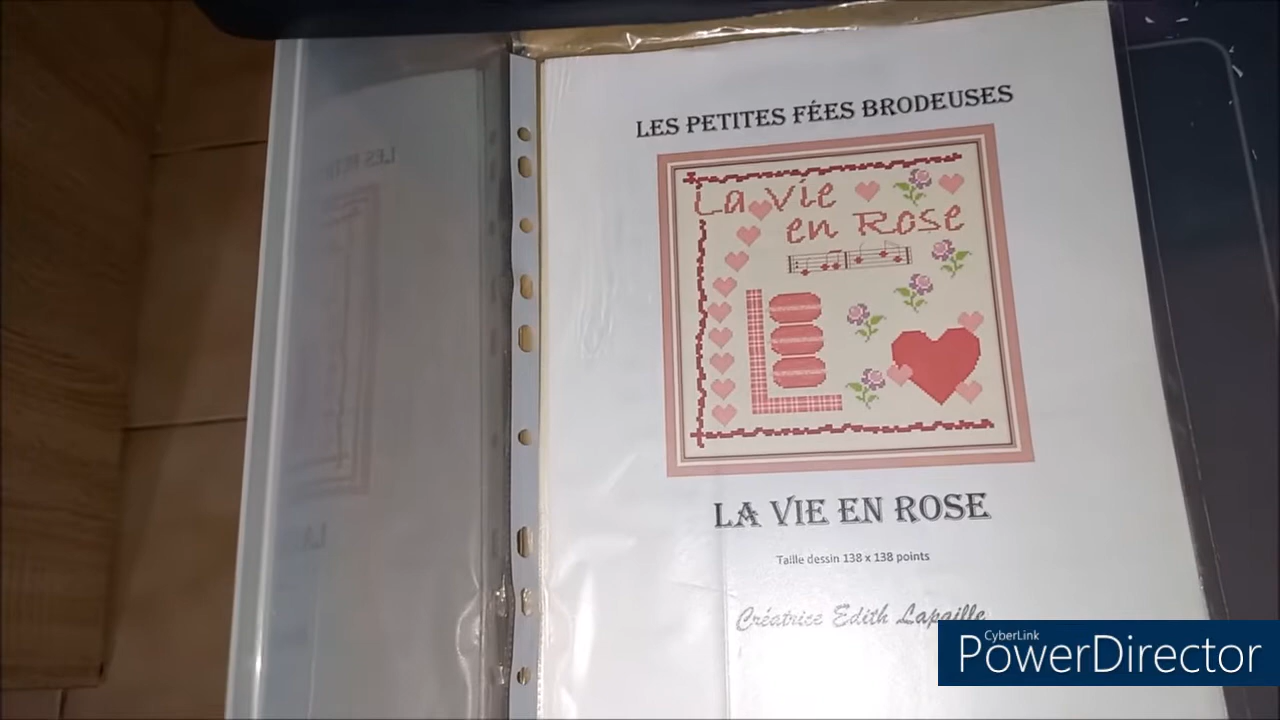 LES PETITES FÉES BRODEUSES
La vie
en Rose
LA VIE EN ROSE
Taille dessin 138 x 138 points
Créatrice Edith Lapaille
CyberLink
PowerDirector